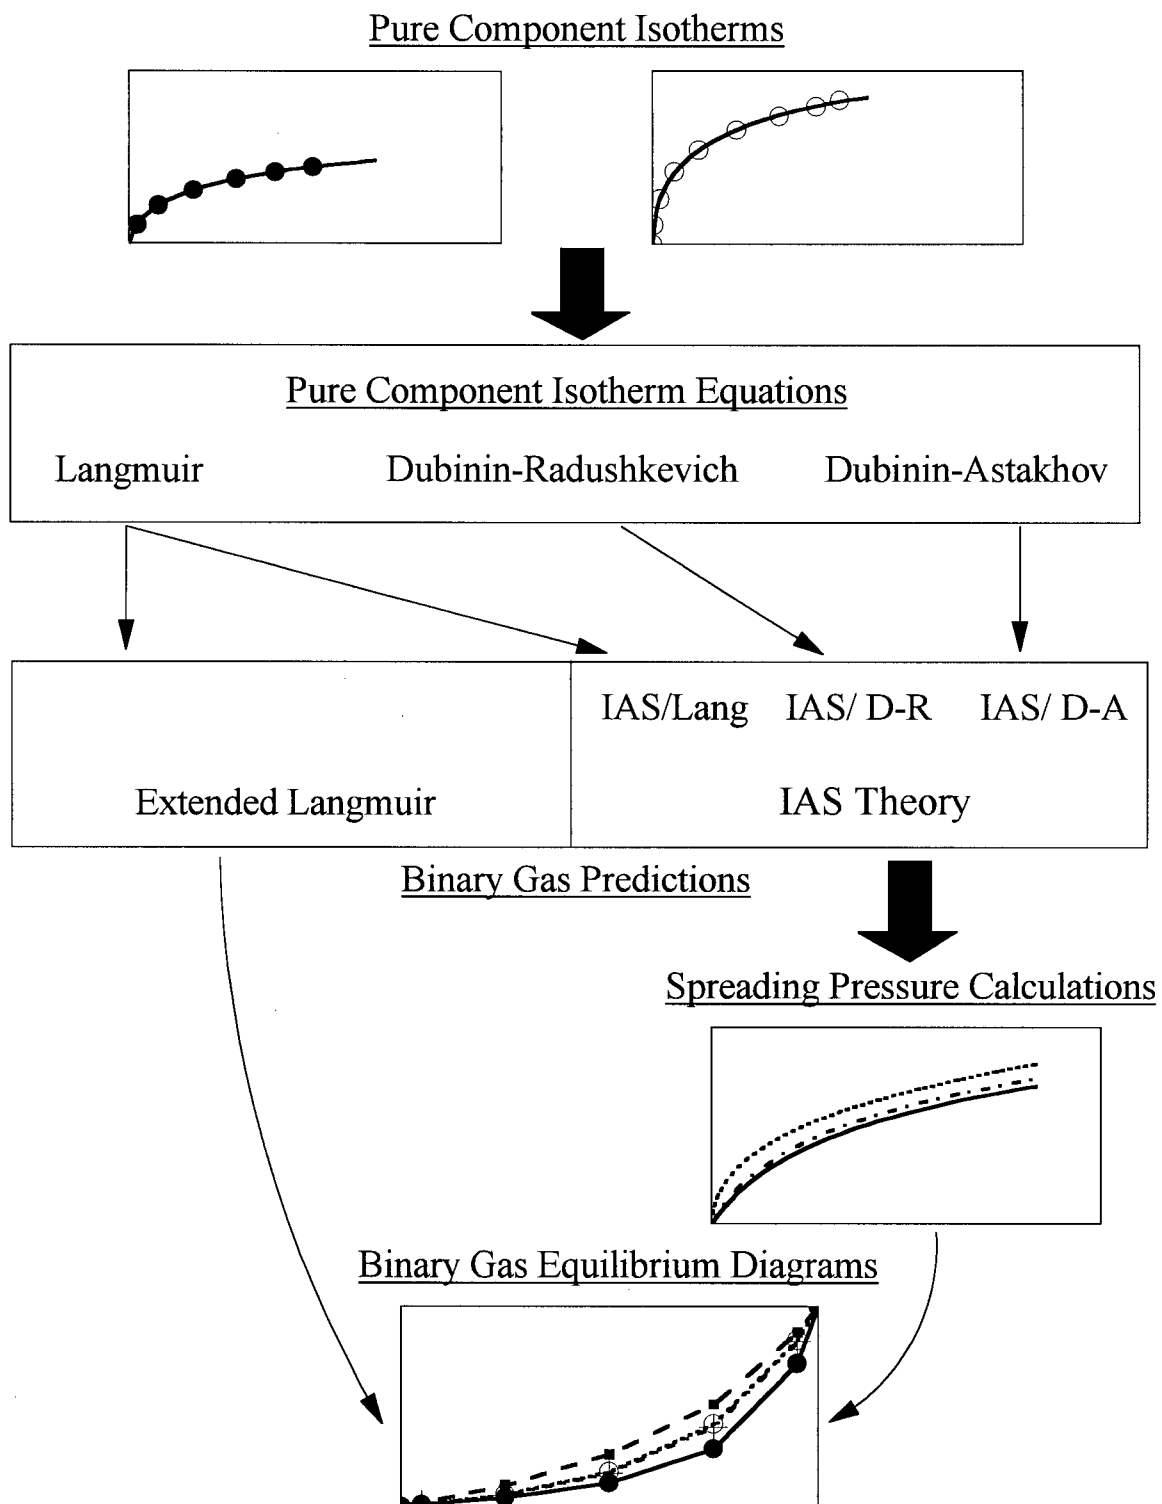 Pure Component Isotherms
Pure Component Isotherm Equations
Langmuir Dubinin-Radushkevich Dubinin-Astakhov
IAS/Lang IAS/ D-R IAS/ D-A
Extended Langmuir IAS Theory
Binary Gas Predictions
Spreading Pressure Calculations
Binary Gas Equilibrium Diagrams